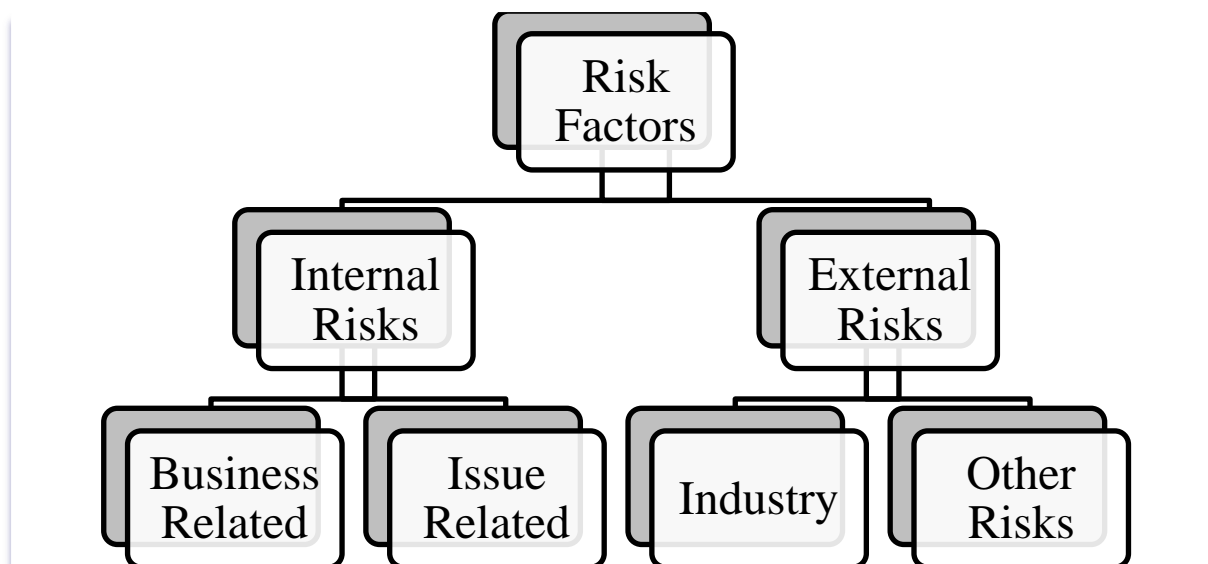 Risk
Factors
Internal
Risks
External
Risks
Business
Related
Issue
Related
Industry
Other
Risks